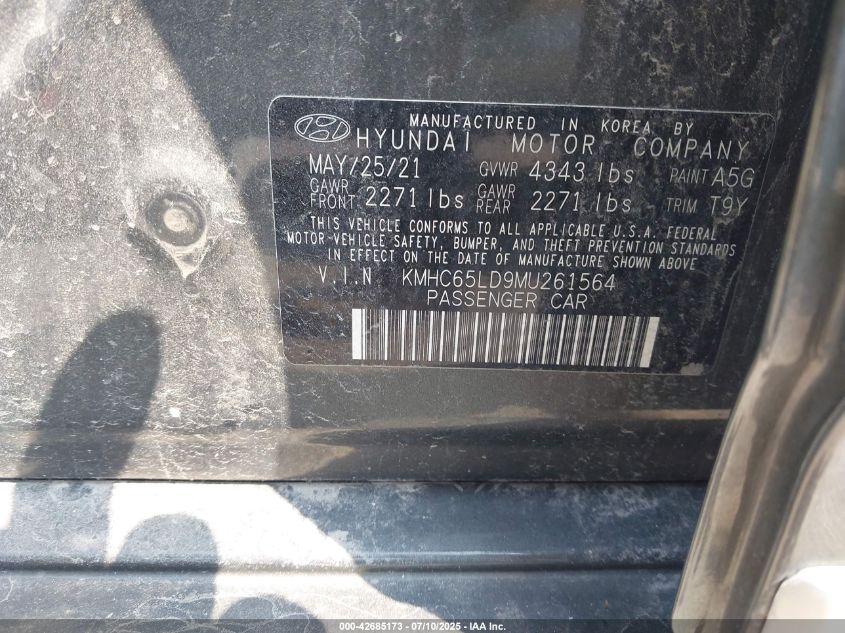 MANUFACTURED IN KOREA BY
HYUNDAI MOTOR COMPANY
MAY/25/21 GVWR 4343 lbs PAINT A5G
GAWR FRONT 2271 lbs GAWR REAR 2271 lbs TRIM T9Y
THIS VEHICLE CONFORMS TO ALL APPLICABLE U.S.A. FEDERAL
MOTOR-VEHICLE SAFETY, BUMPER, AND THEFT PREVENTION STANDARDS
IN EFFECT ON THE DATE OF MANUFACTURE SHOWN ABOVE
V.I.N KMHC65LD9MU261564
PASSENGER CAR
000-42685173 - 07/10/2025 - IAA Inc.